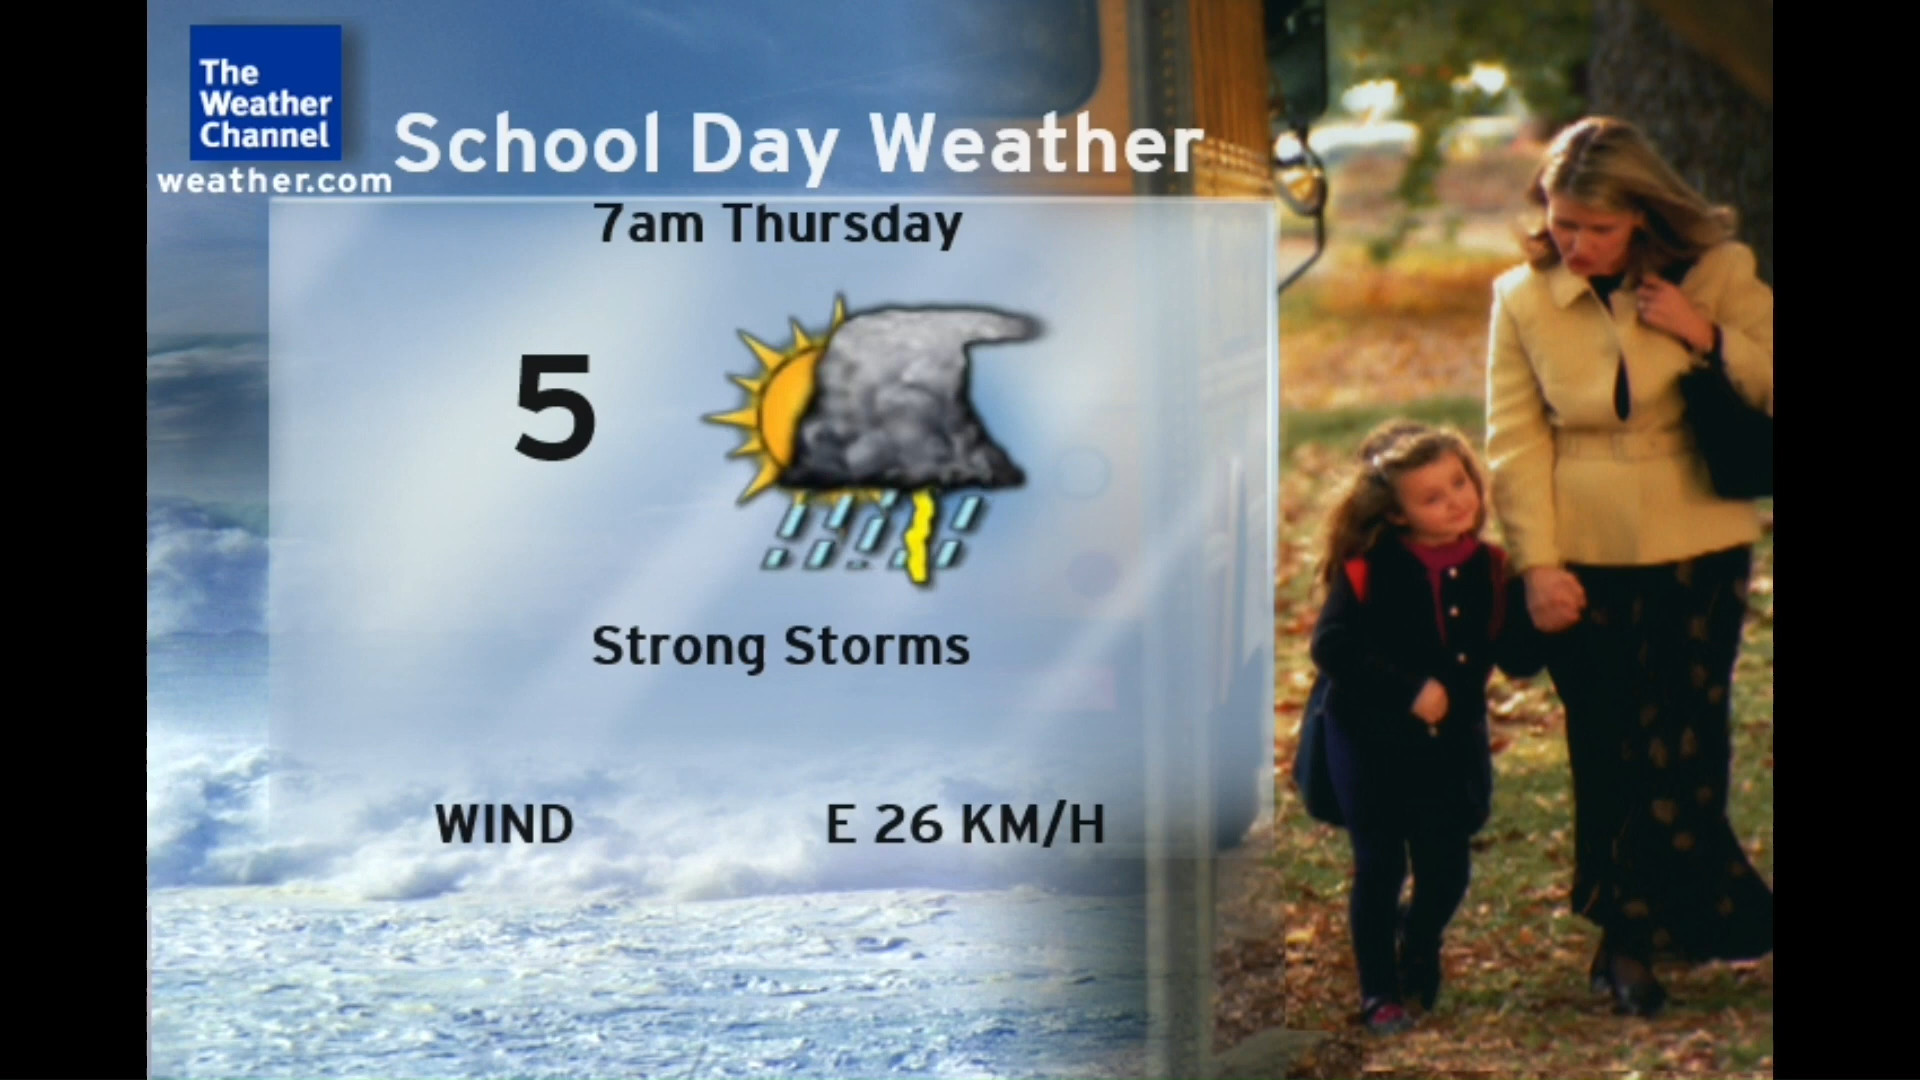 The
Weather
Channel
weather.com
School Day Weather
7am Thursday
5
Strong Storms
WIND E 26 KM/H